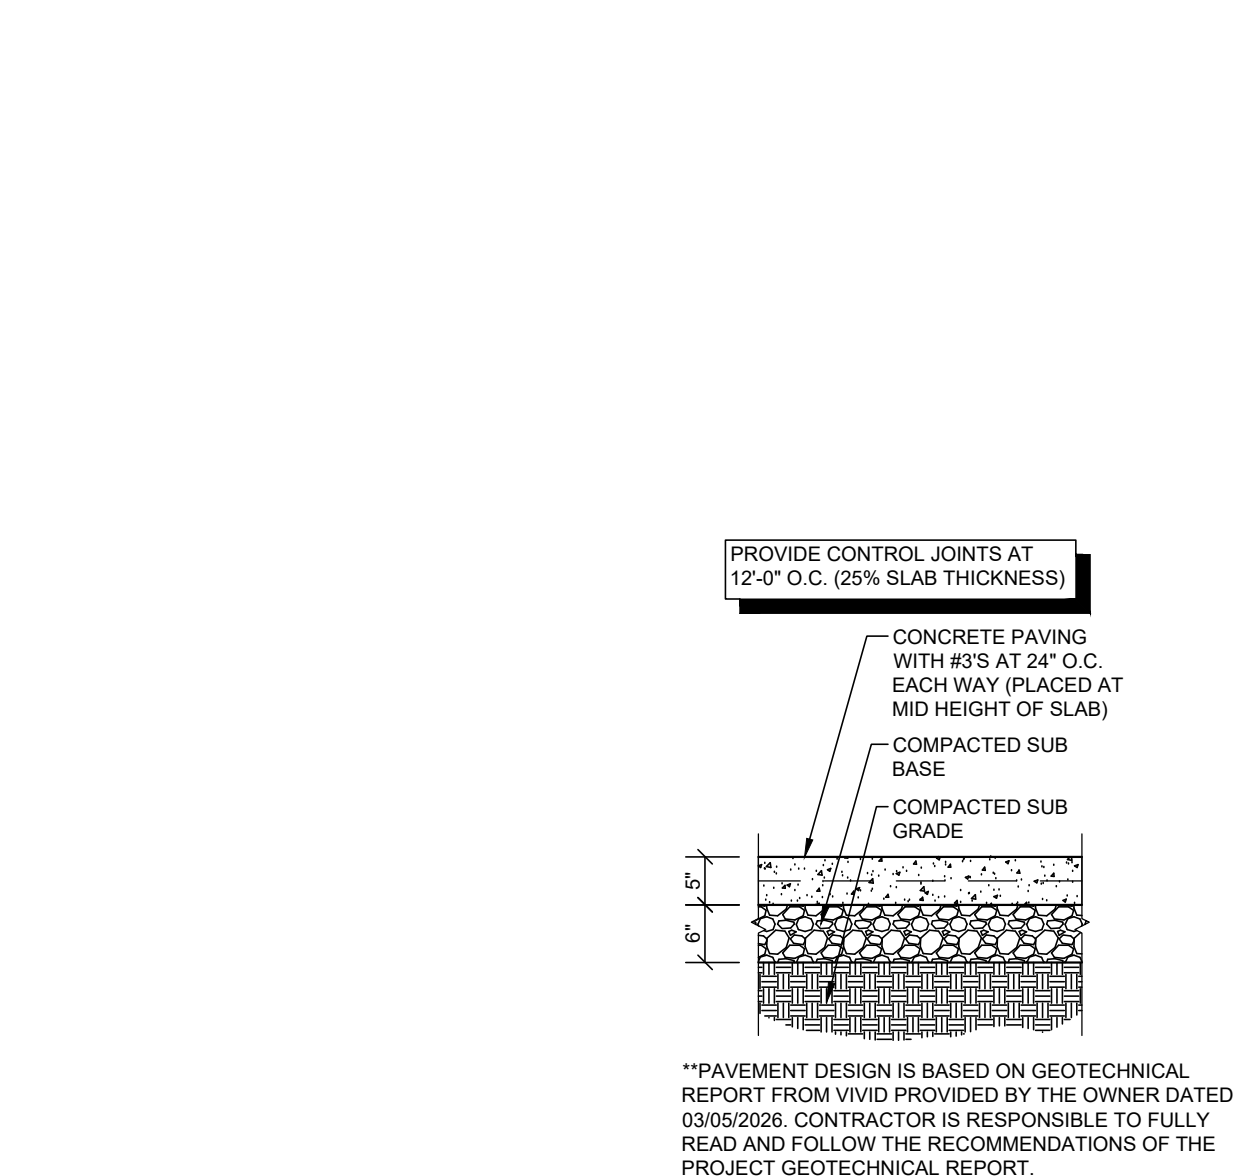 PROVIDE CONTROL JOINTS AT
12'-0" O.C. (25% SLAB THICKNESS)
CONCRETE PAVING
WITH #3'S AT 24" O.C.
EACH WAY (PLACED AT
MID HEIGHT OF SLAB)
COMPACTED SUB
BASE
COMPACTED SUB
GRADE
5"
6"
**PAVEMENT DESIGN IS BASED ON GEOTECHNICAL
REPORT FROM VIVID PROVIDED BY THE OWNER DATED
03/05/2026. CONTRACTOR IS RESPONSIBLE TO FULLY
READ AND FOLLOW THE RECOMMENDATIONS OF THE
PROJECT GEOTECHNICAL REPORT.